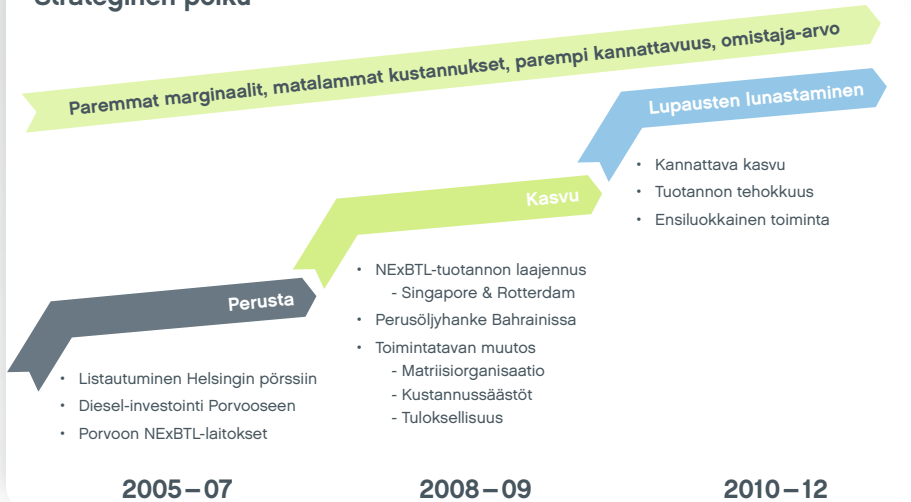 Strateginen polku
Paremmat marginaalit, matalammat kustannukset, parempi kannattavuus, omistaja-arvo
Perusta
• Listautuminen Helsingin pörssiin
• Diesel-investointi Porvooseen
• Porvoon NExBTL-laitokset
2005–07
Kasvu
• NExBTL-tuotannon laajennus
- Singapore & Rotterdam
• Perusöljyhanke Bahrainissa
• Toimintatavan muutos
- Matriisiorganisaatio
- Kustannussäästöt
- Tuloksellisuus
2008–09
Lupausten lunastaminen
• Kannattava kasvu
• Tuotannon tehokkuus
• Ensiluokkainen toiminta
2010–12